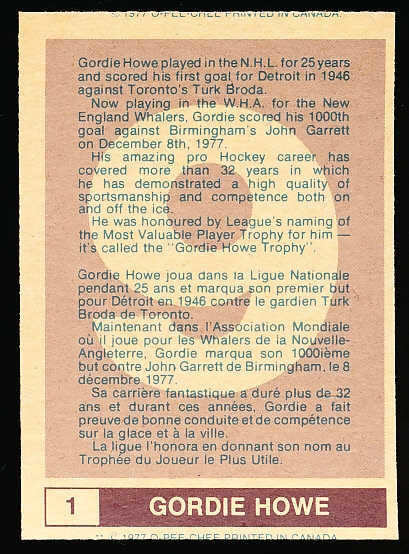 © 1977 O-PEE-CHEE PRINTED IN CANADA.
Gordie Howe played in the N.H.L. for 25 years
and scored his first goal for Detroit in 1946
against Toronto's Turk Broda.
Now playing in the W.H.A. for the New
England Whalers, Gordie scored his 1000th
goal against Birmingham's John Garrett
on December 8th, 1977.
His amazing pro Hockey career has
covered more than 32 years in which
he has demonstrated a high quality of
sportsmanship and competence both on
and off the ice.
He was honoured by League's naming of
the Most Valuable Player Trophy for him —
it's called the "Gordie Howe Trophy".
9
Gordie Howe joua dans la Ligue Nationale
pendant 25 ans et marqua son premier but
pour Détroit en 1946 contre le gardien Turk
Broda de Toronto.
Maintenant dans l'Association Mondiale
où il joue pour les Whalers de la Nouvelle-
Angleterre, Gordie marqua son 1000ième
but contre John Garrett de Birmingham, le 8
décembre 1977.
Sa carrière fantastique a duré plus de 32
ans et durant ces années, Gordie a fait
preuve de bonne conduite et de compétence
sur la glace et à la ville.
La ligue l'honora en donnant son nom au
Trophée du Joueur le Plus Utile.
1 GORDIE HOWE
© 1977 O-PEE-CHEE PRINTED IN CANADA.